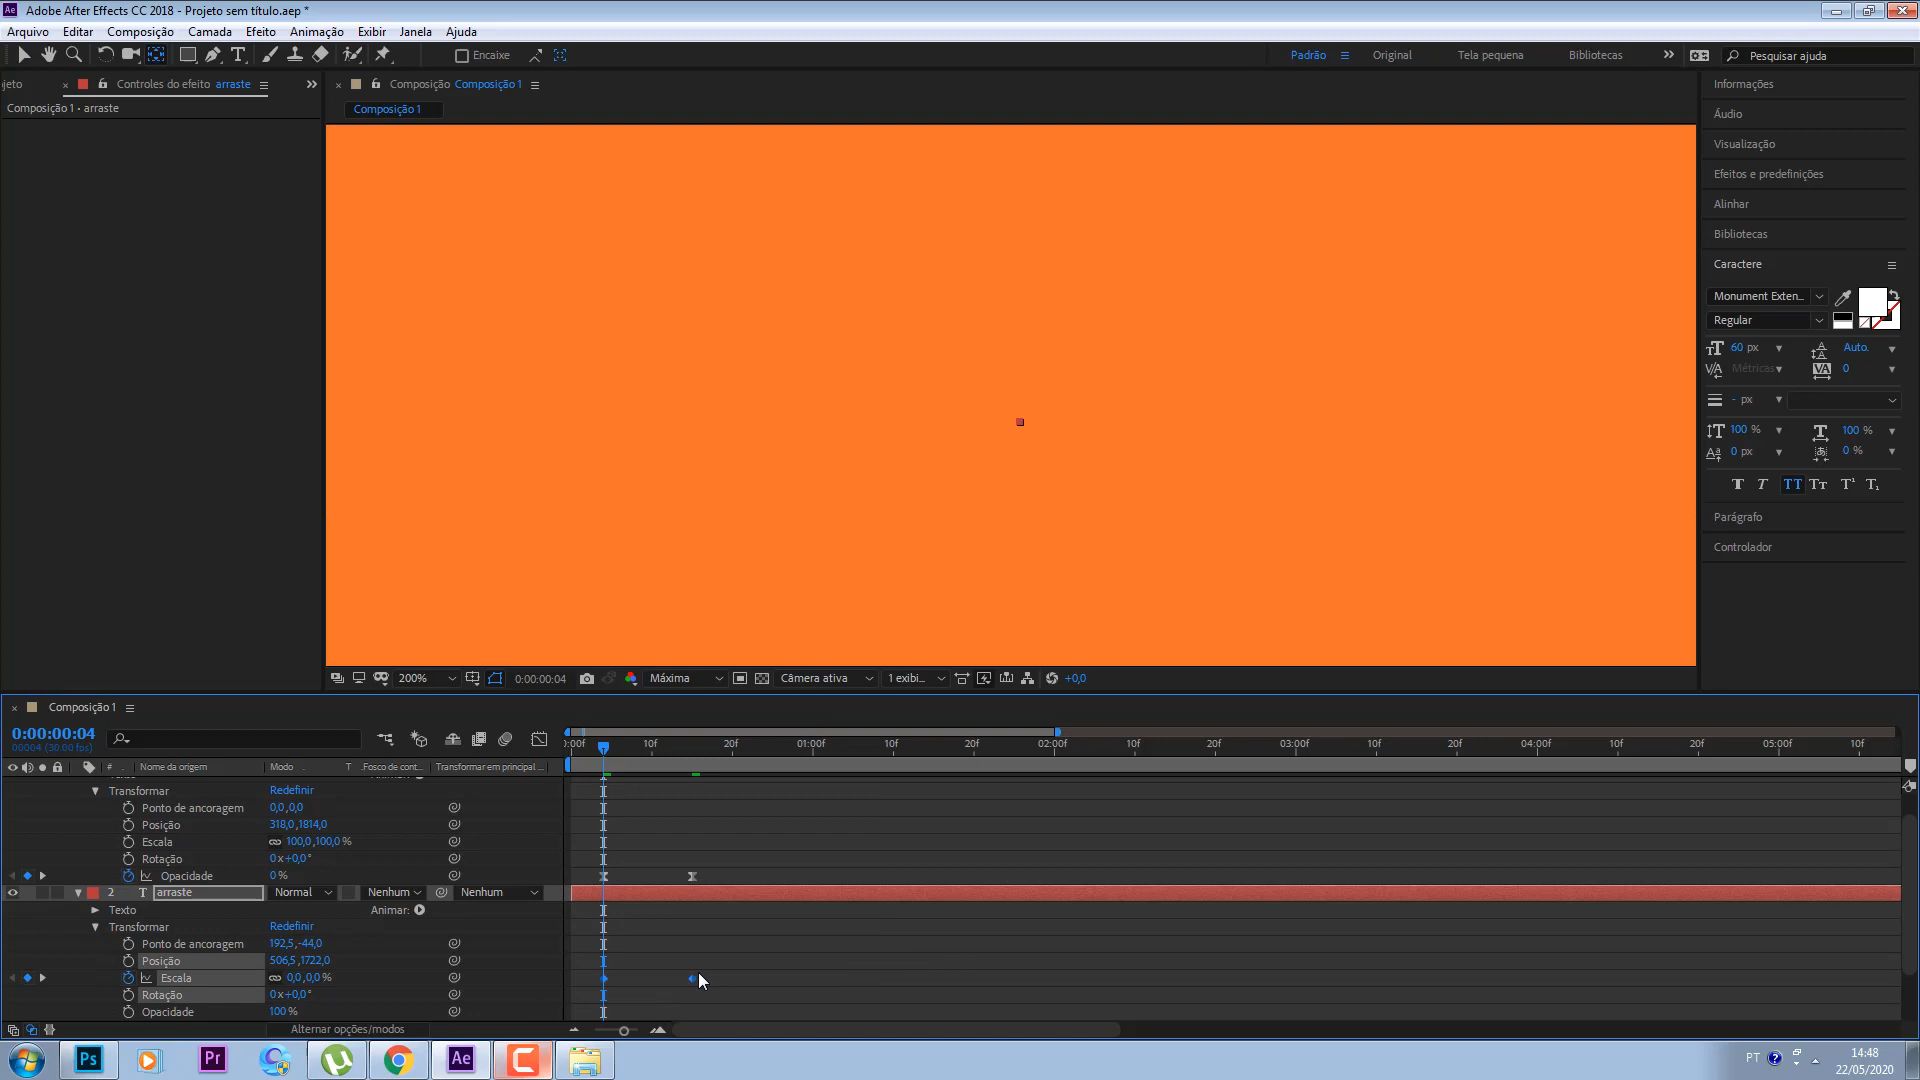 Adobe After Effects CC 2018 - Projeto sem título.aep *
Arquivo Editar Composição Camada Efeito Animação Exibir Janela Ajuda
Encaixe Padrão Original Tela pequena Bibliotecas Pesquisar ajuda
jeto Controles do efeito arraste Composição Composição 1 Informações
Composição 1 • arraste Composição 1 Áudio
Visualização
Efeitos e predefinições
Alinhar
Bibliotecas
Caractere
Monument Exten...
Regular
60 px Auto.
Métricas 0
- px
100 % 100 %
0 px 0 %
Parágrafo
Controlador
200% 0:00:00:04 Máxima Câmera ativa 1 exibi... +0,0
Composição 1
0:00:00:04
00004 (30.00 fps)
:00f 10f 20f 01:00f 10f 20f 02:00f 10f 20f 03:00f 10f 20f 04:00f 10f 20f 05:00f 10f
# Nome da origem Modo T .Fosco de cont... Transformar em principal ...
Transformar Redefinir
Ponto de ancoragem 0,0,0,0
Posição 318,0,1814,0
Escala 100,0,100,0 %
Rotação 0x+0,0°
Opacidade 0 %
2 T arraste Normal Nenhum Nenhum
Texto Animar:
Transformar Redefinir
Ponto de ancoragem 192,5,-44,0
Posição 506,5,1722,0
Escala 0,0,0,0 %
Rotação 0x+0,0°
Opacidade 100 %
Alternar opções/modos
Ps Pr Ae PT 14:48
22/05/2020